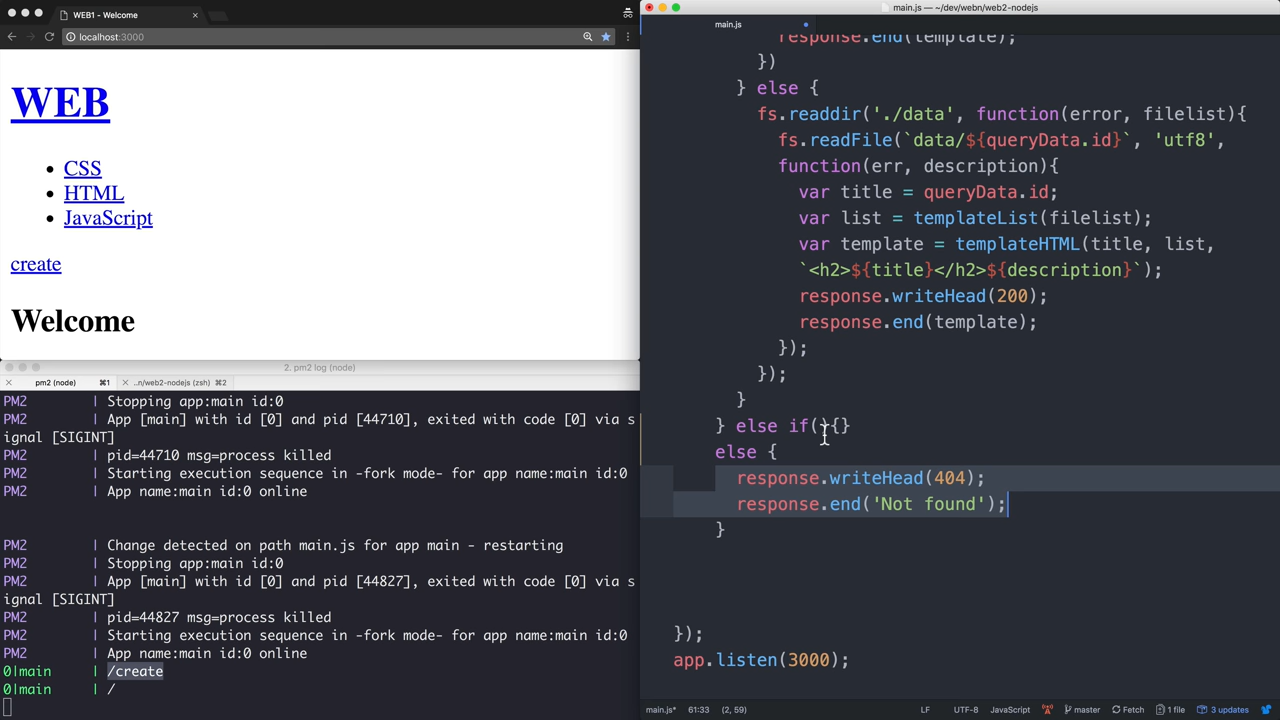 WEB1 - Welcome
localhost:3000
WEB
CSS
HTML
JavaScript
create
Welcome
2. pm2 log (node)
pm2 (node) ⌘1 ..n/web2-nodejs (zsh) ⌘2
PM2 | Stopping app:main id:0
PM2 | App [main] with id [0] and pid [44710], exited with code [0] via s
ignal [SIGINT]
PM2 | pid=44710 msg=process killed
PM2 | Starting execution sequence in -fork mode- for app name:main id:0
PM2 | App name:main id:0 online
PM2 | Change detected on path main.js for app main - restarting
PM2 | Stopping app:main id:0
PM2 | App [main] with id [0] and pid [44827], exited with code [0] via s
ignal [SIGINT]
PM2 | pid=44827 msg=process killed
PM2 | Starting execution sequence in -fork mode- for app name:main id:0
PM2 | App name:main id:0 online
0|main | /create
0|main | /
main.js — ~/dev/webn/web2-nodejs
main.js
response.end(template);
})
} else {
fs.readdir('./data', function(error, filelist){
fs.readFile(`data/${queryData.id}`, 'utf8',
function(err, description){
var title = queryData.id;
var list = templateList(filelist);
var template = templateHTML(title, list,
`<h2>${title}</h2>${description}`);
response.writeHead(200);
response.end(template);
});
});
}
} else if(){}
else {
response.writeHead(404);
response.end('Not found');
}
});
app.listen(3000);
main.js* 61:33 (2, 59) LF UTF-8 JavaScript master Fetch 1 file 3 updates